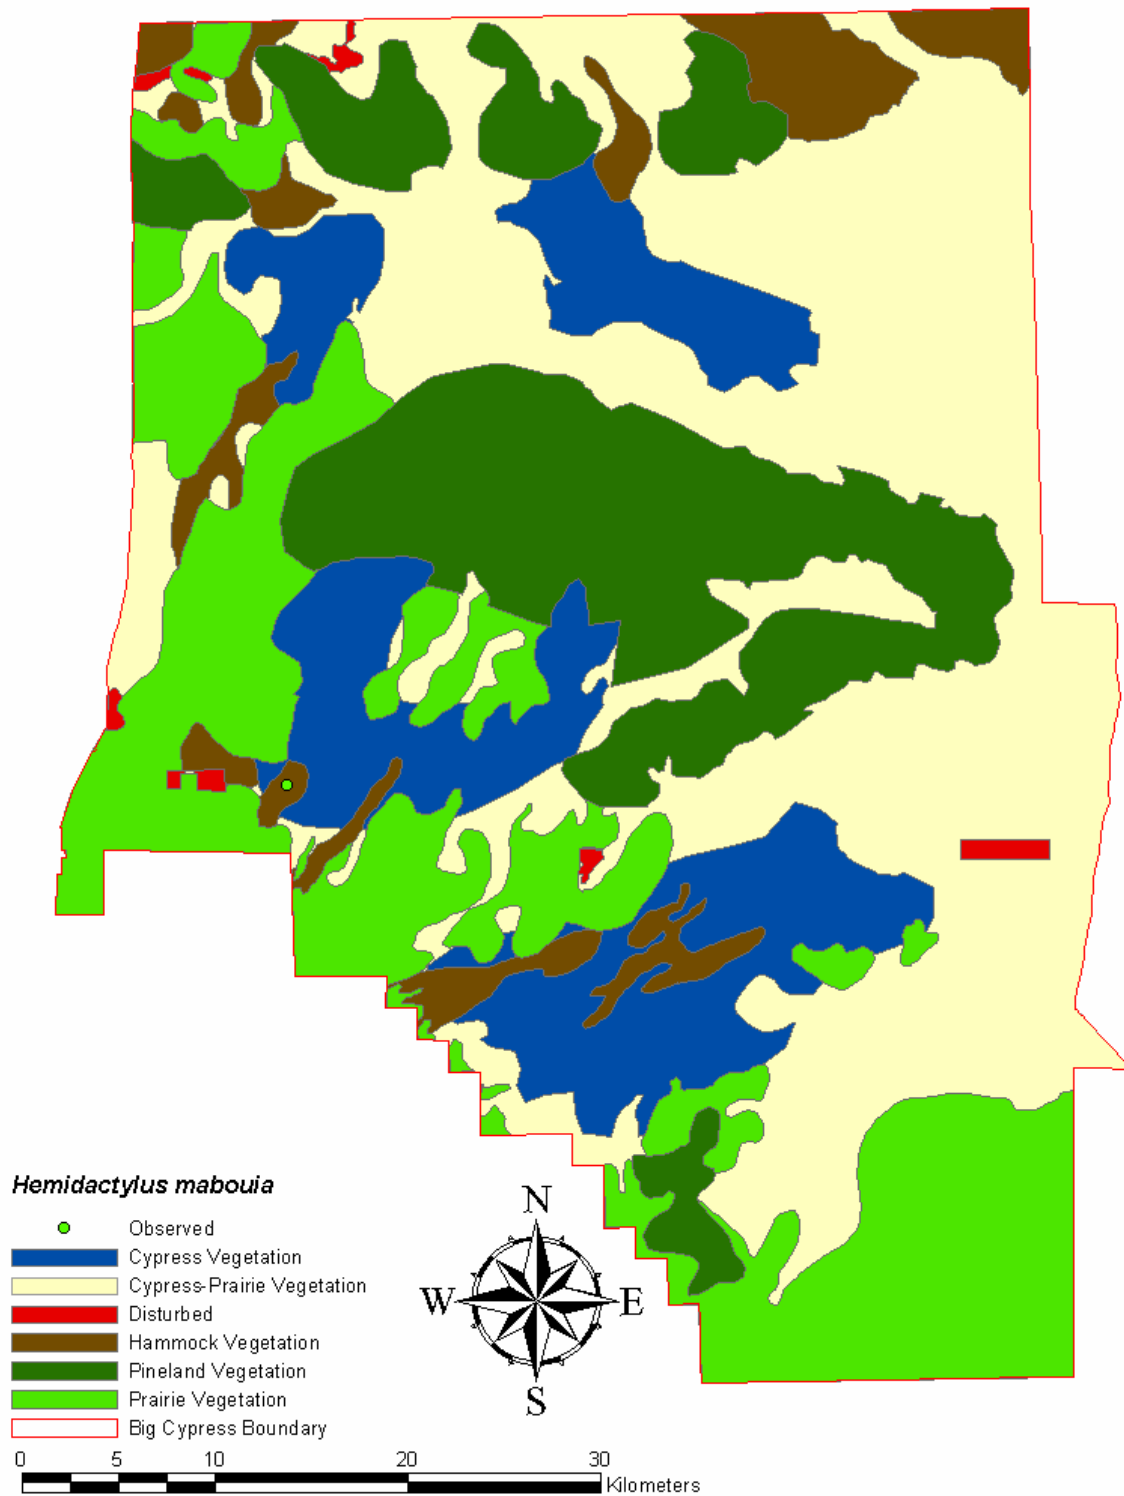 Hemidactylus mabouia
Observed
Cypress Vegetation
Cypress-Prairie Vegetation
Disturbed
Hammock Vegetation
Pineland Vegetation
Prairie Vegetation
Big Cypress Boundary
N
W E
S
0 5 10 20 30
Kilometers